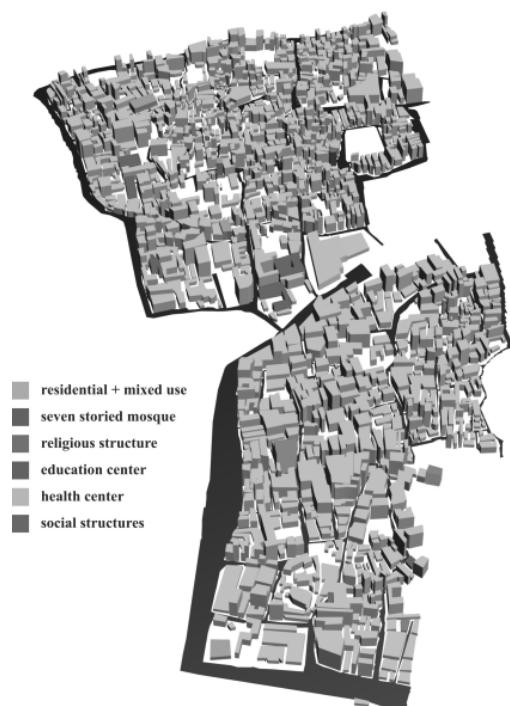 residential + mixed use
seven storied mosque
religious structure
education center
health center
social structures